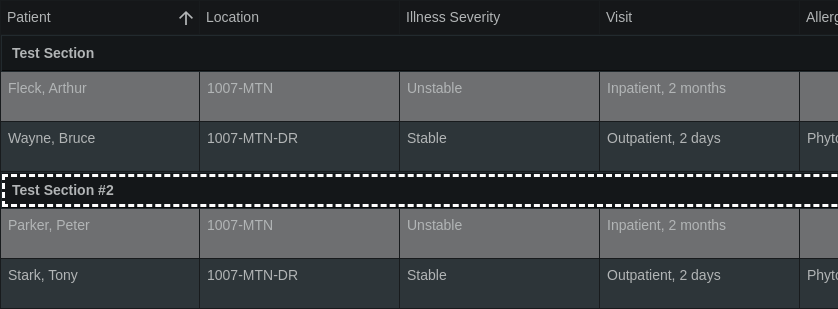 Patient Location Illness Severity Visit Allerg
Test Section
Fleck, Arthur 1007-MTN Unstable Inpatient, 2 months
Wayne, Bruce 1007-MTN-DR Stable Outpatient, 2 days Phyto
Test Section #2
Parker, Peter 1007-MTN Unstable Inpatient, 2 months
Stark, Tony 1007-MTN-DR Stable Outpatient, 2 days Phyto